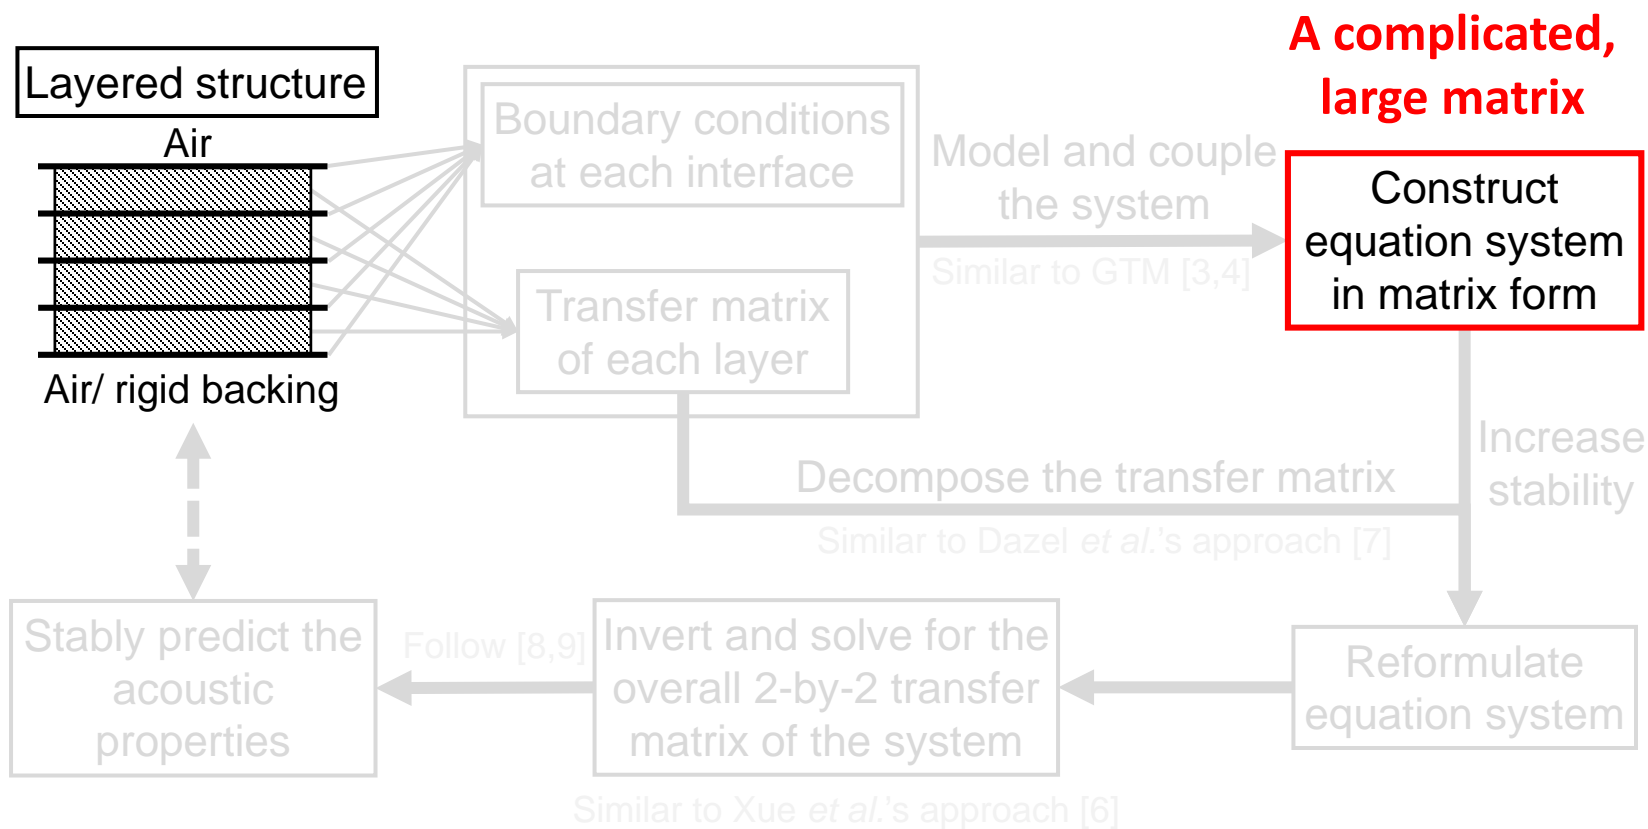 A complicated,
large matrix
Layered structure
Air
Air/ rigid backing
Boundary conditions
at each interface
Transfer matrix
of each layer
Model and couple
the system
Similar to GTM [3,4]
Construct
equation system
in matrix form
Increase
stability
Decompose the transfer matrix
Similar to Dazel et al.'s approach [7]
Reformulate
equation system
Invert and solve for the
overall 2-by-2 transfer
matrix of the system
Similar to Xue et al.'s approach [6]
Follow [8,9]
Stably predict the
acoustic
properties